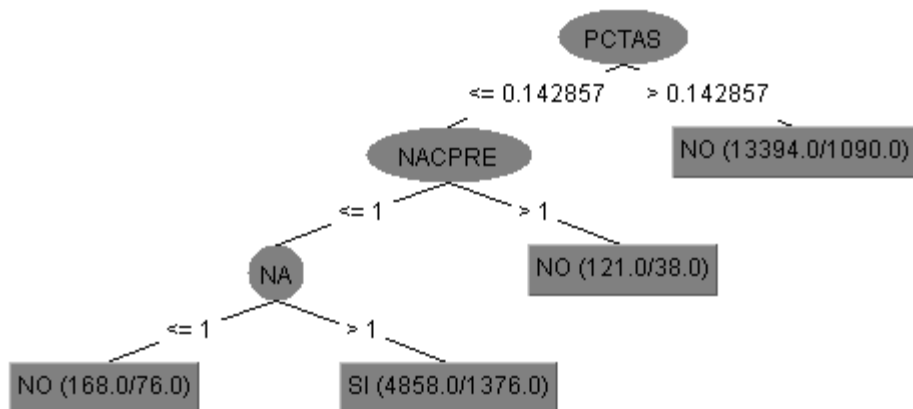 PCTAS
<= 0.142857
> 0.142857
NACPRE
NO (13394.0/1090.0)
<= 1
> 1
NA
NO (121.0/38.0)
<= 1
> 1
NO (168.0/76.0)
SI (4858.0/1376.0)